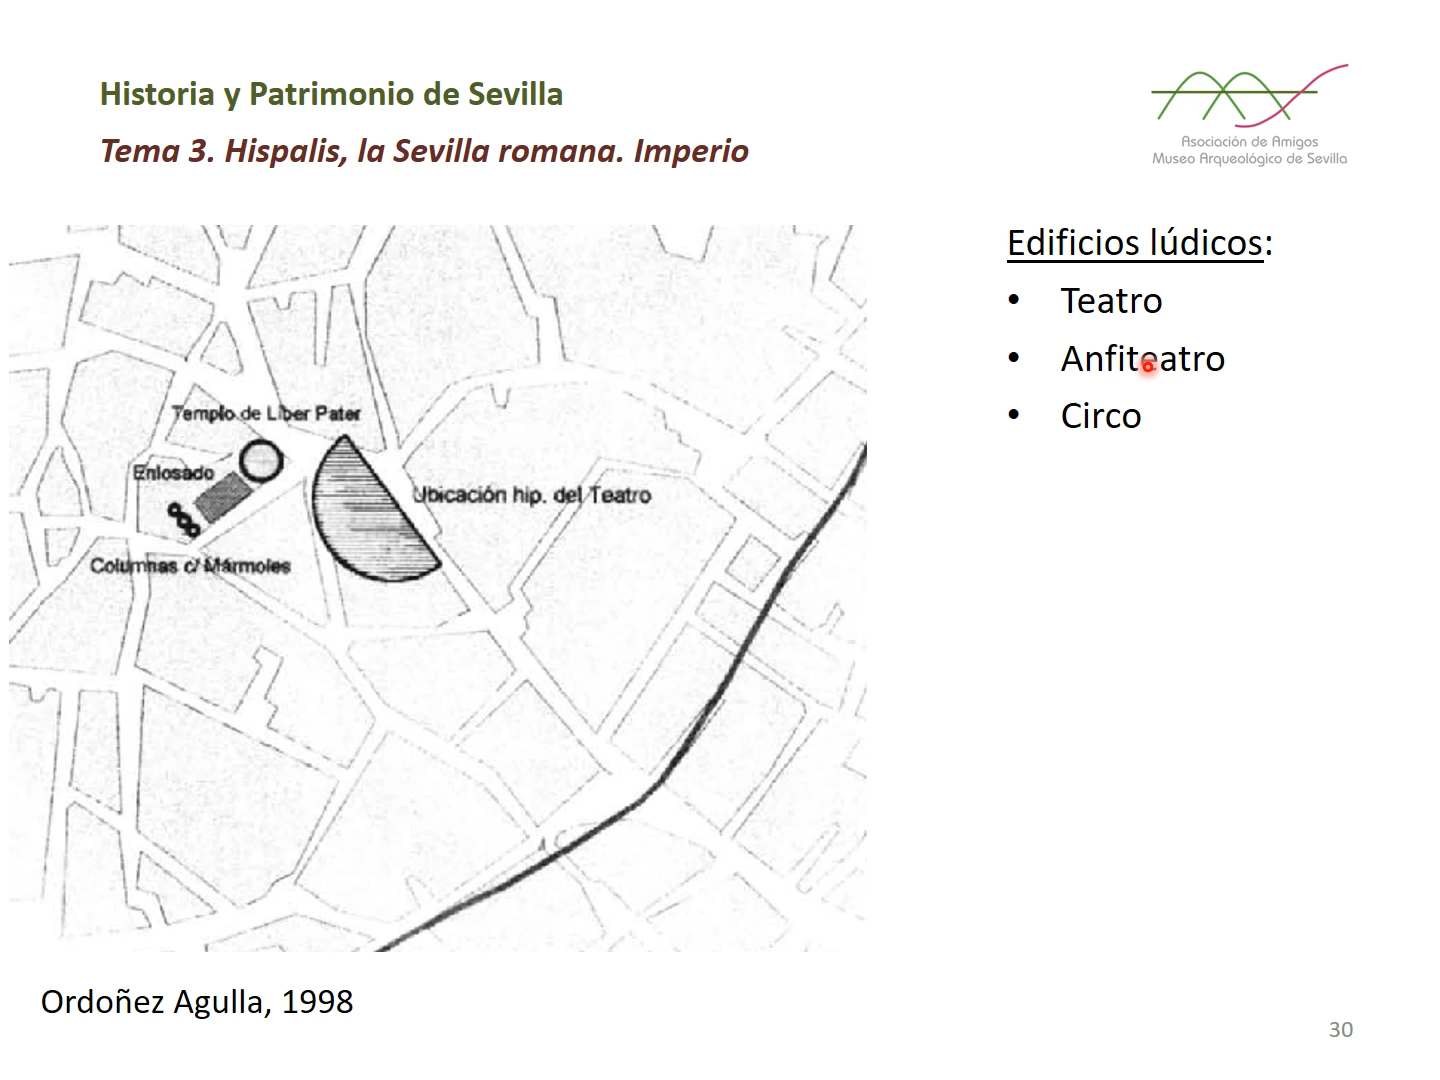 Historia y Patrimonio de Sevilla
Tema 3. Hispalis, la Sevilla romana. Imperio
Asociación de Amigos
Museo Arqueológico de Sevilla
Templo de Liber Pater
Enlosado
Ubicación hip. del Teatro
Columnas c/ Mármoles
Edificios lúdicos:
• Teatro
• Anfiteatro
• Circo
Ordoñez Agulla, 1998
30